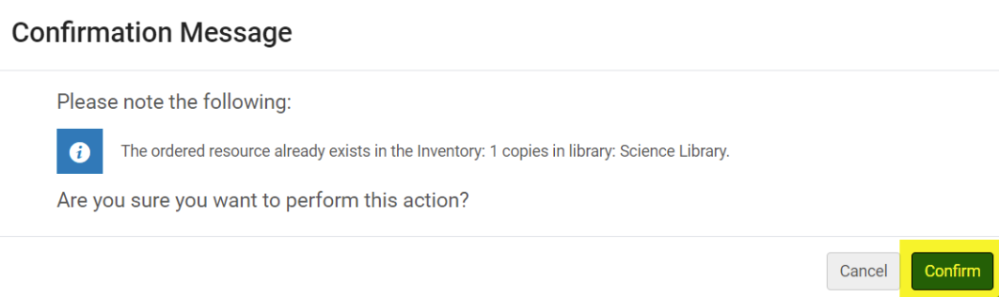 Confirmation Message
Please note the following:
The ordered resource already exists in the Inventory: 1 copies in library: Science Library.
Are you sure you want to perform this action?
Cancel Confirm